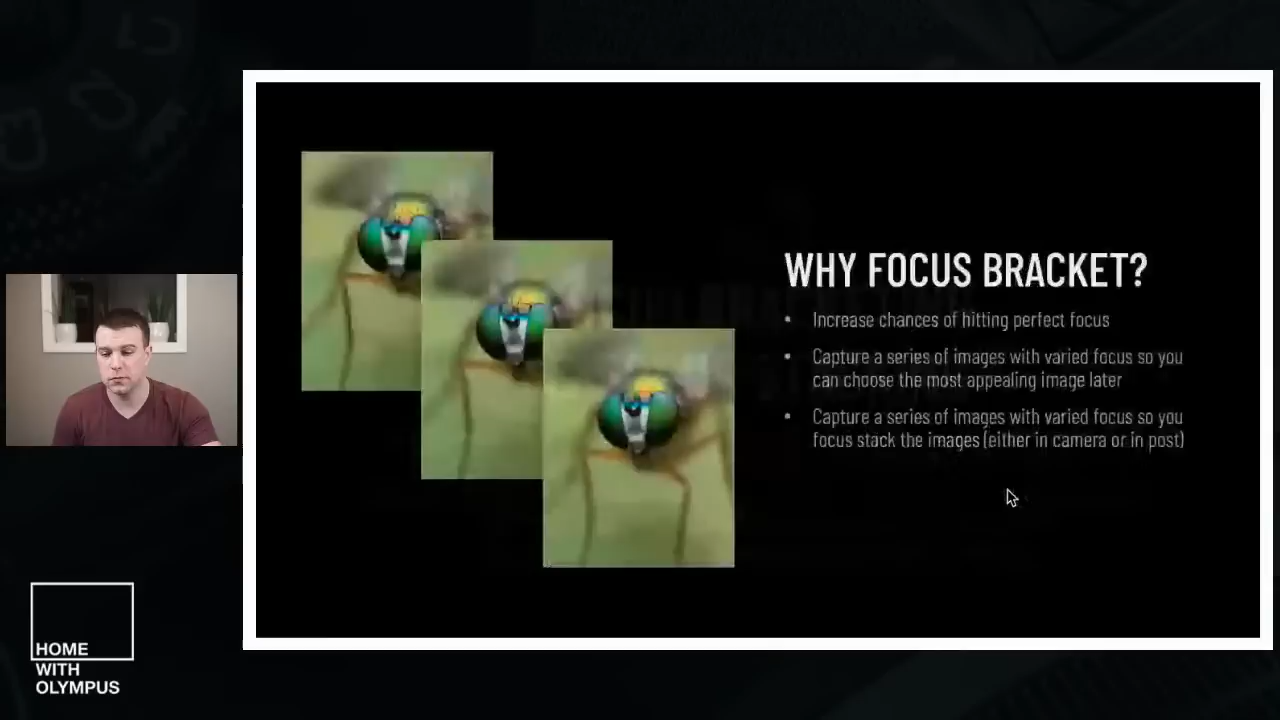 WHY FOCUS BRACKET?
• Increase chances of hitting perfect focus
• Capture a series of images with varied focus so you
can choose the most appealing image later
• Capture a series of images with varied focus so you
focus stack the images (either in camera or in post)
HOME
WITH
OLYMPUS